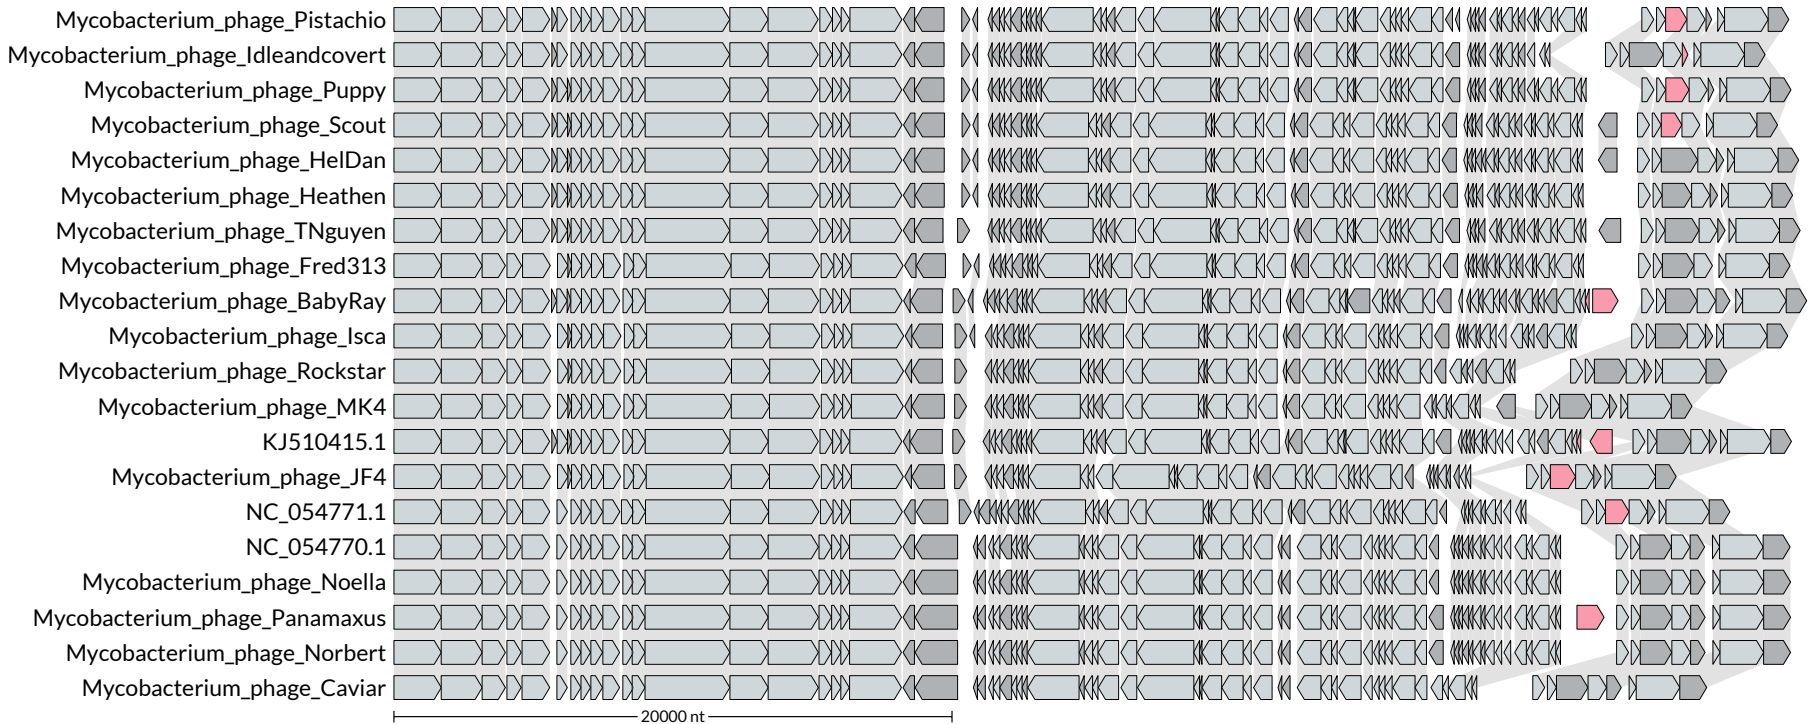 Mycobacterium_phage_Pistachio
Mycobacterium_phage_Idleandcovert
Mycobacterium_phage_Puppy
Mycobacterium_phage_Scout
Mycobacterium_phage_HelDan
Mycobacterium_phage_Heathen
Mycobacterium_phage_TNguyen
Mycobacterium_phage_Fred313
Mycobacterium_phage_BabyRay
Mycobacterium_phage_Isca
Mycobacterium_phage_Rockstar
Mycobacterium_phage_MK4
KJ510415.1
Mycobacterium_phage_JF4
NC_054771.1
NC_054770.1
Mycobacterium_phage_Noella
Mycobacterium_phage_Panamaxus
Mycobacterium_phage_Norbert
Mycobacterium_phage_Caviar
20000 nt